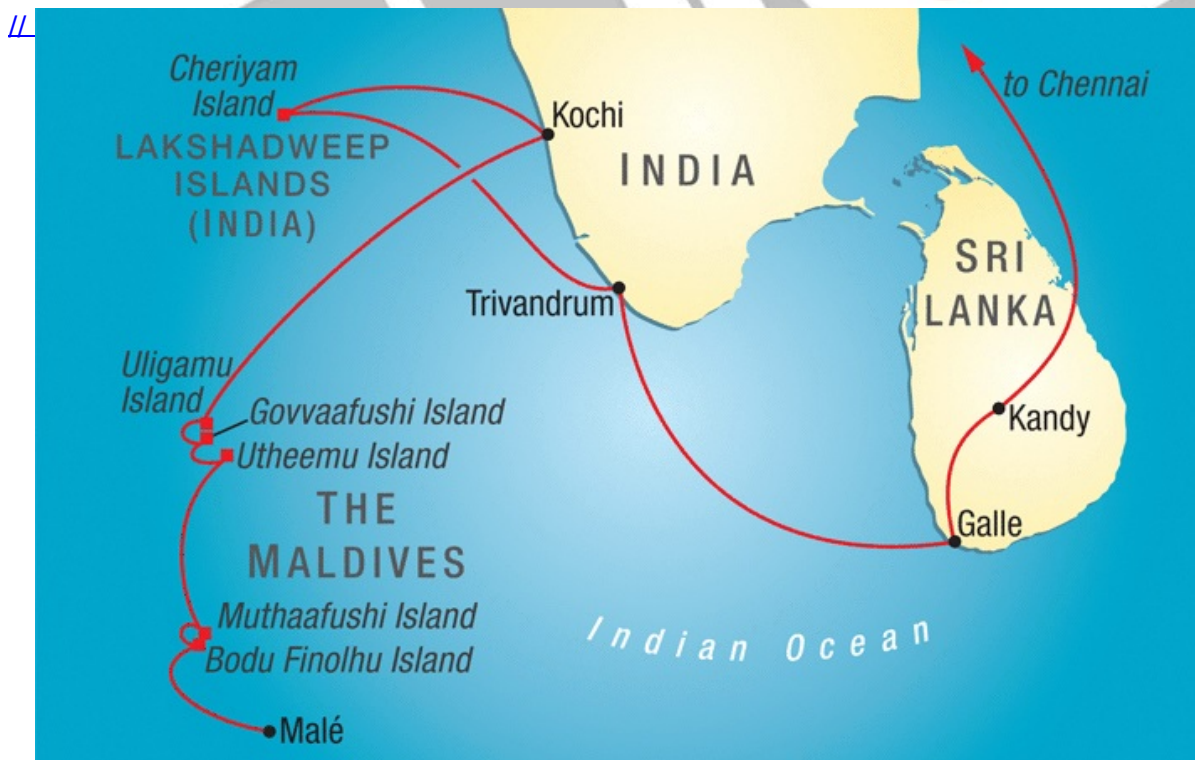 //
Cheriyam
Island
to Chennai
Kochi
LAKSHADWEEP
ISLANDS
(INDIA)
INDIA
SRI
LANKA
Trivandrum
Uligamu
Island
Govvaafushi Island
Kandy
Utheemu Island
THE
MALDIVES
Galle
Muthaafushi Island
Indian Ocean
Bodu Finolhu Island
Malé